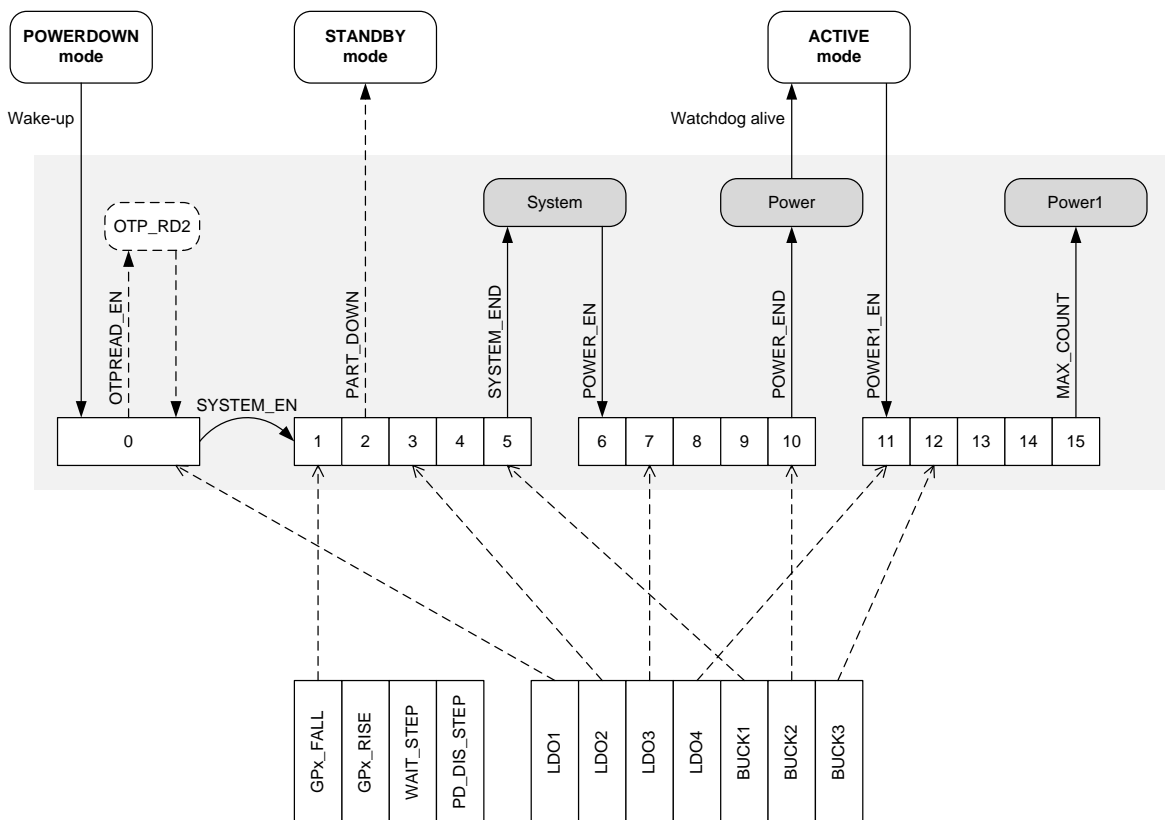 POWERDOWN
mode
STANDBY
mode
ACTIVE
mode
Wake-up
Watchdog alive
System
Power
Power1
OTP_RD2
OTPREAD_EN
PART_DOWN
SYSTEM_END
POWER_EN
POWER_END
POWER1_EN
MAX_COUNT
SYSTEM_EN
0
1
2
3
4
5
6
7
8
9
10
11
12
13
14
15
GPx_FALL
GPx_RISE
WAIT_STEP
PD_DIS_STEP
LDO1
LDO2
LDO3
LDO4
BUCK1
BUCK2
BUCK3